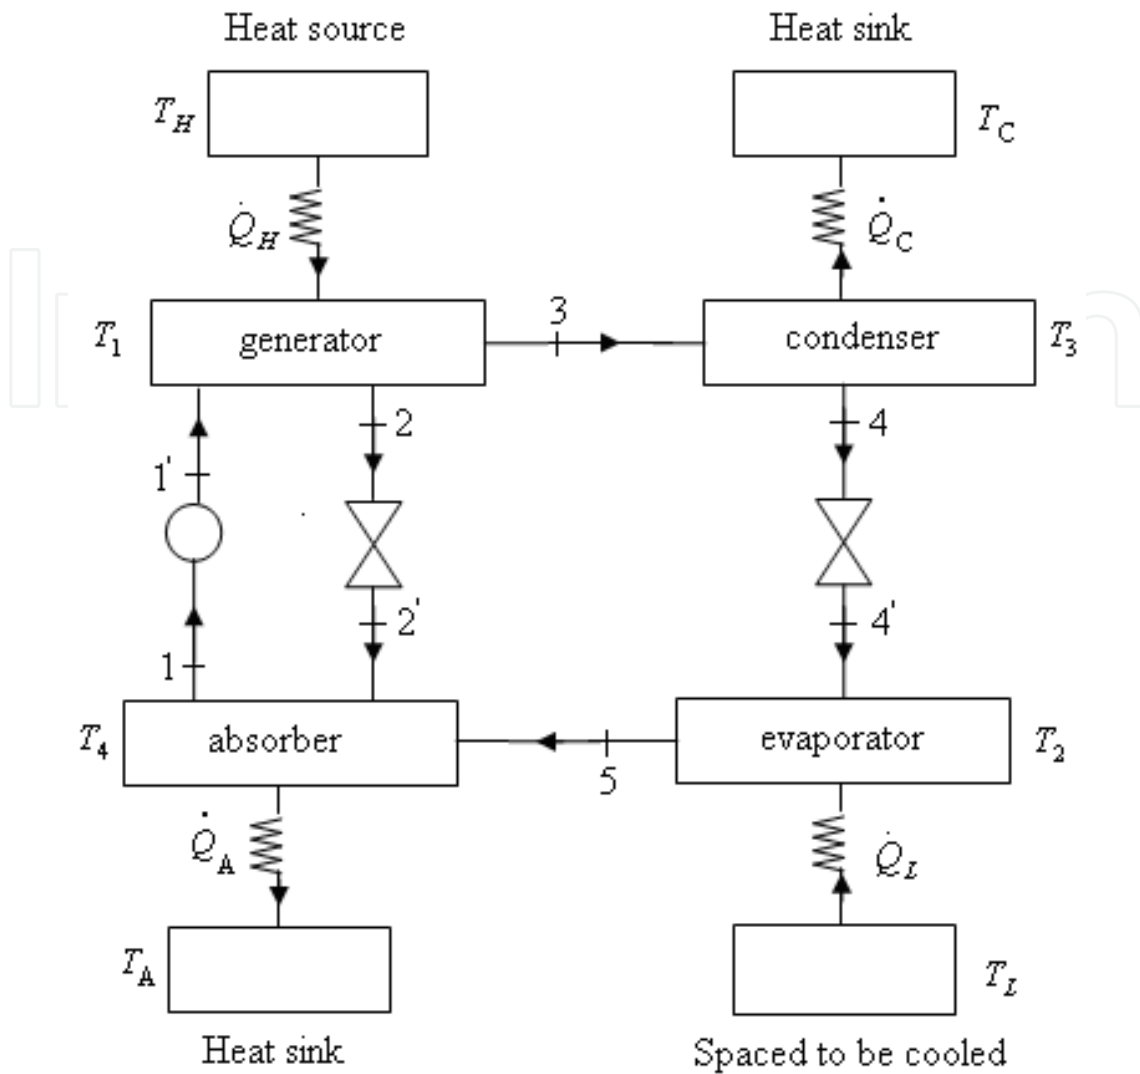 Heat source
Heat sink
T_H
T_C
Q̇_H
Q̇_C
3
T_1
generator
condenser
T_3
2
4
1'
2'
4'
1
T_4
absorber
evaporator
T_2
5
Q̇_A
Q̇_L
T_A
T_L
Heat sink
Spaced to be cooled